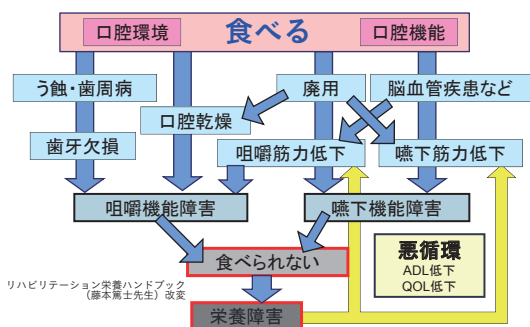 口腔環境
食べる
口腔機能
う蝕・歯周病
廃用
脳血管疾患など
口腔乾燥
歯牙欠損
咀嚼筋力低下
嚥下筋力低下
咀嚼機能障害
嚥下機能障害
食べられない
悪循環
ADL低下
QOL低下
リハビリテーション栄養ハンドブック
(藤本篤士先生)改変
栄養障害